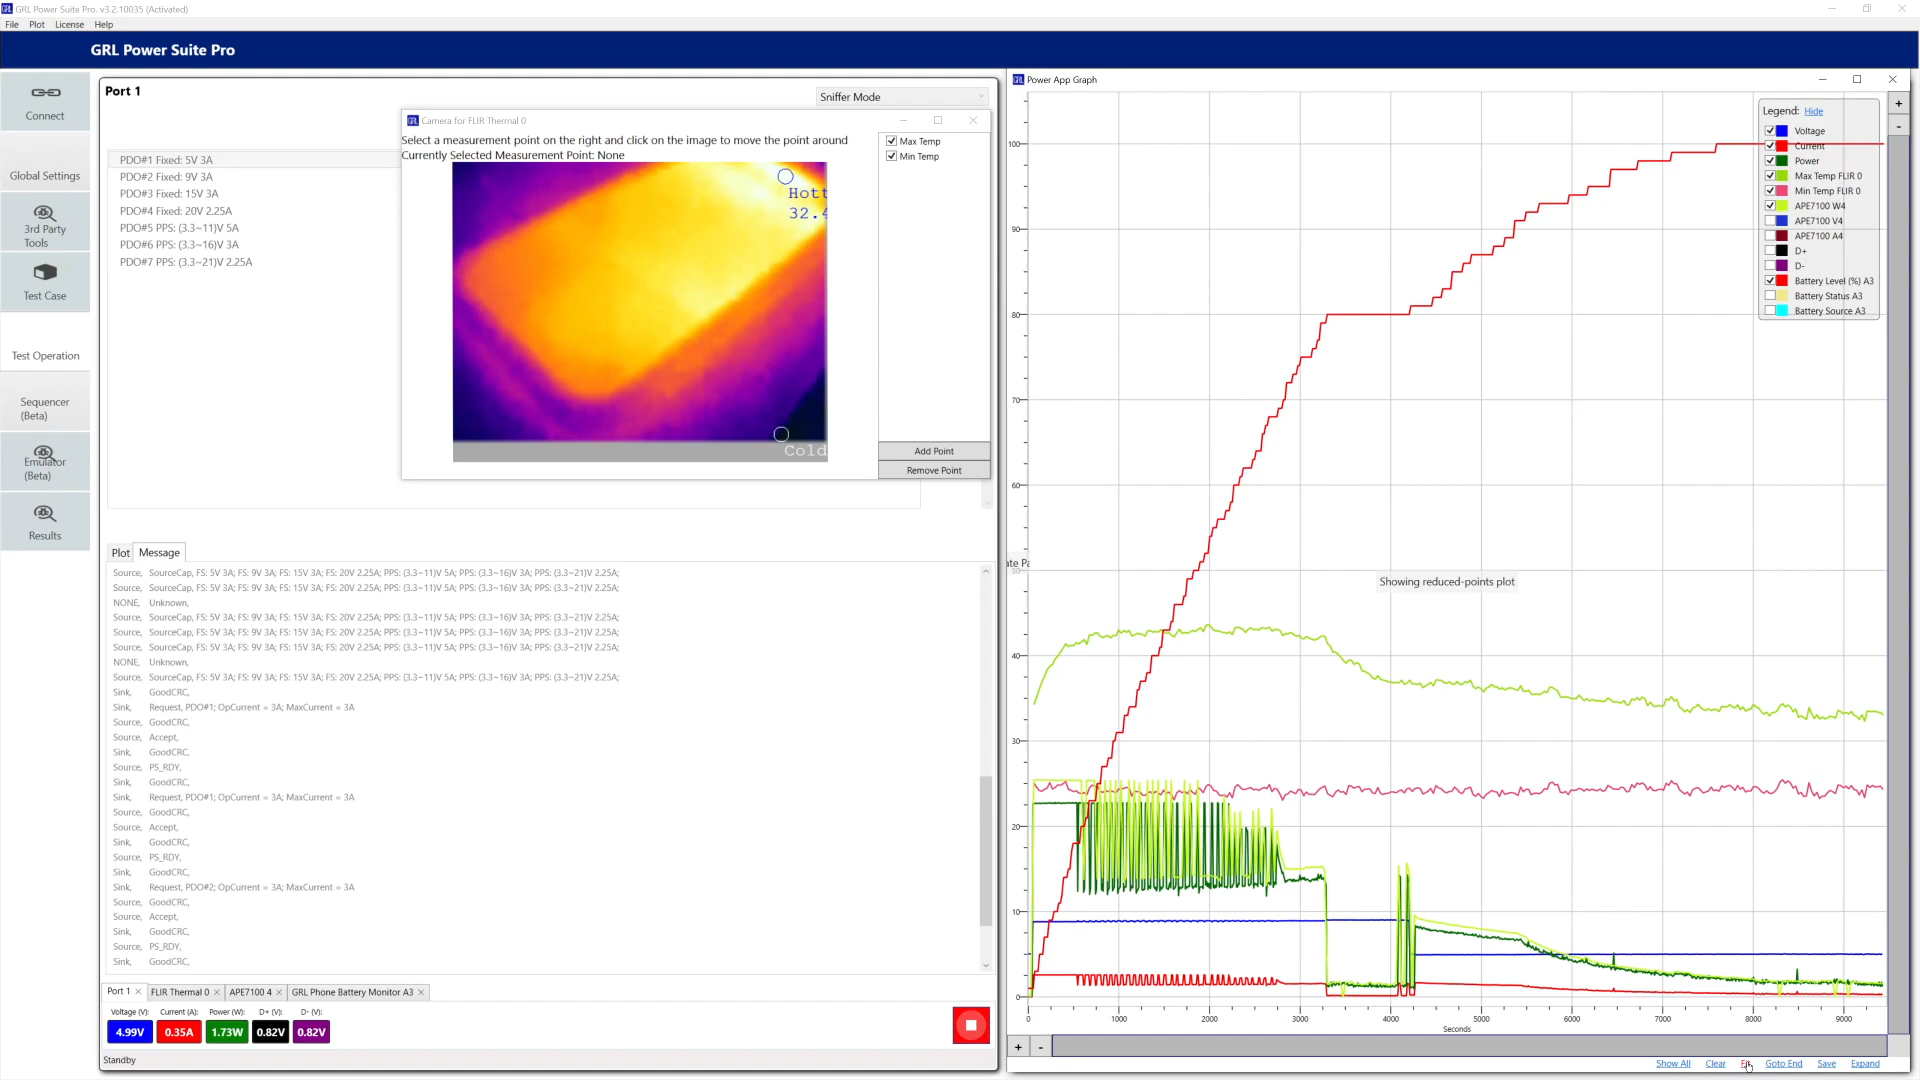 GRL Power Suite Pro. v3.2.10035 (Activated)
File Plot License Help
GRL Power Suite Pro
Connect
Global Settings
3rd Party
Tools
Test Case
Test Operation
Sequencer
(Beta)
Emulator
(Beta)
Results
Port 1
Sniffer Mode
PDO#1 Fixed: 5V 3A
PDO#2 Fixed: 9V 3A
PDO#3 Fixed: 15V 3A
PDO#4 Fixed: 20V 2.25A
PDO#5 PPS: (3.3~11)V 5A
PDO#6 PPS: (3.3~16)V 3A
PDO#7 PPS: (3.3~21)V 2.25A
Camera for FLIR Thermal 0
Select a measurement point on the right and click on the image to move the point around
Currently Selected Measurement Point: None
Hott
32.4
Cold
Max Temp
Min Temp
Add Point
Remove Point
Plot Message
Source, SourceCap, FS: 5V 3A; FS: 9V 3A; FS: 15V 3A; FS: 20V 2.25A; PPS: (3.3~11)V 5A; PPS: (3.3~16)V 3A; PPS: (3.3~21)V 2.25A;
Source, SourceCap, FS: 5V 3A; FS: 9V 3A; FS: 15V 3A; FS: 20V 2.25A; PPS: (3.3~11)V 5A; PPS: (3.3~16)V 3A; PPS: (3.3~21)V 2.25A;
NONE, Unknown,
Source, SourceCap, FS: 5V 3A; FS: 9V 3A; FS: 15V 3A; FS: 20V 2.25A; PPS: (3.3~11)V 5A; PPS: (3.3~16)V 3A; PPS: (3.3~21)V 2.25A;
Source, SourceCap, FS: 5V 3A; FS: 9V 3A; FS: 15V 3A; FS: 20V 2.25A; PPS: (3.3~11)V 5A; PPS: (3.3~16)V 3A; PPS: (3.3~21)V 2.25A;
Source, SourceCap, FS: 5V 3A; FS: 9V 3A; FS: 15V 3A; FS: 20V 2.25A; PPS: (3.3~11)V 5A; PPS: (3.3~16)V 3A; PPS: (3.3~21)V 2.25A;
NONE, Unknown,
Source, SourceCap, FS: 5V 3A; FS: 9V 3A; FS: 15V 3A; FS: 20V 2.25A; PPS: (3.3~11)V 5A; PPS: (3.3~16)V 3A; PPS: (3.3~21)V 2.25A;
Sink, GoodCRC,
Sink, Request, PDO#1; OpCurrent = 3A; MaxCurrent = 3A
Source, GoodCRC,
Source, Accept,
Sink, GoodCRC,
Source, PS_RDY,
Sink, GoodCRC,
Sink, Request, PDO#1; OpCurrent = 3A; MaxCurrent = 3A
Source, GoodCRC,
Source, Accept,
Sink, GoodCRC,
Source, PS_RDY,
Sink, GoodCRC,
Sink, Request, PDO#2; OpCurrent = 3A; MaxCurrent = 3A
Source, GoodCRC,
Source, Accept,
Sink, GoodCRC,
Source, PS_RDY,
Sink, GoodCRC,
Port 1 FLIR Thermal 0 APE7100 4 GRL Phone Battery Monitor A3
Voltage (V): Current (A): Power (W): D+ (V): D- (V):
4.99V 0.35A 1.73W 0.82V 0.82V
Standby
Power App Graph
Legend: Hide
Voltage
Current
Power
Max Temp FLIR 0
Min Temp FLIR 0
APE7100 W4
APE7100 V4
APE7100 A4
D+
D-
Battery Level (%) A3
Battery Status A3
Battery Source A3
+
-
100
90
80
70
60
50
40
30
20
10
0
ate Pa
Showing reduced-points plot
0 1000 2000 3000 4000 5000 6000 7000 8000 9000
Seconds
+ -
Show All Clear Goto End Save Expand